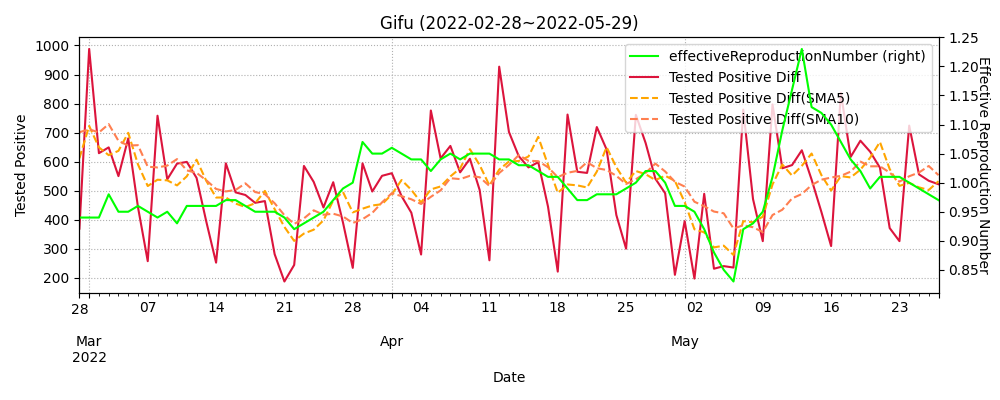 Gifu (2022-02-28~2022-05-29)
Tested Positive
1000
900
800
700
600
500
400
300
200
effectiveReproductionNumber (right)
Tested Positive Diff
Tested Positive Diff(SMA5)
Tested Positive Diff(SMA10)
1.25
1.20
1.15
1.10
1.05
1.00
0.95
0.90
0.85
Effective Reproduction Number
28 07 14 21 28 04 11 18 25 02 09 16 23
Mar Apr May
2022
Date